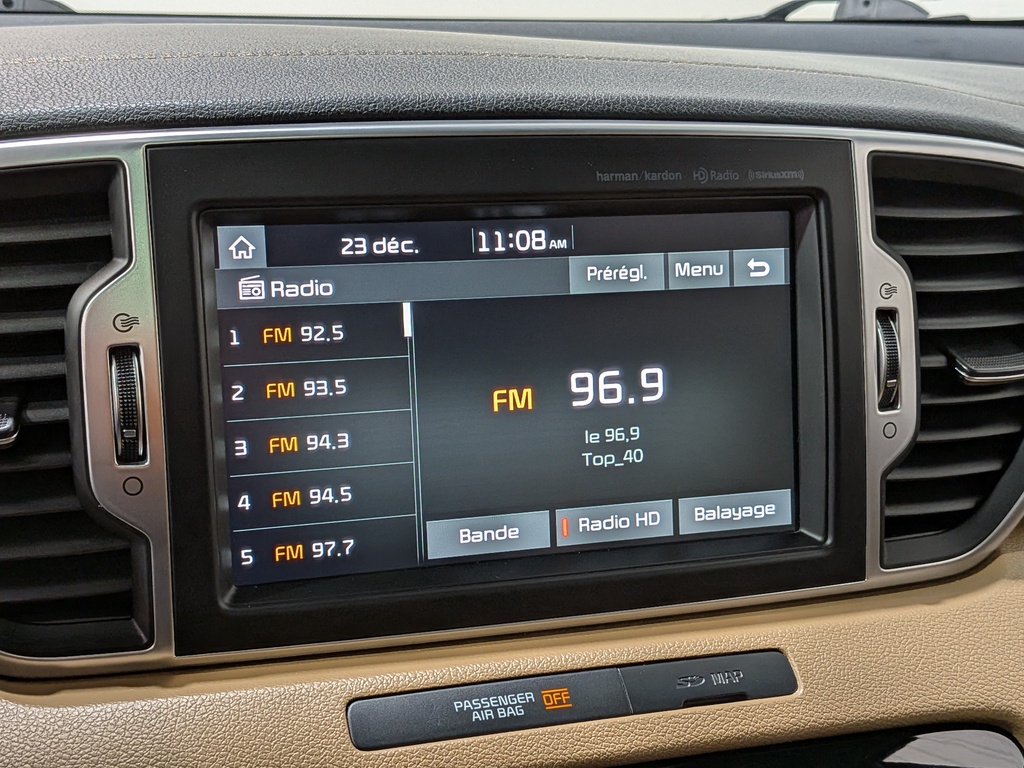 harman/kardon HD Radio ((SiriusXM))
23 déc. 11:08 AM
Radio Prérégl. Menu
1 FM 92.5
2 FM 93.5
3 FM 94.3
4 FM 94.5
5 FM 97.7
FM 96.9
le 96,9
Top_40
Bande Radio HD Balayage
PASSENGER AIR BAG OFF
SD MAP